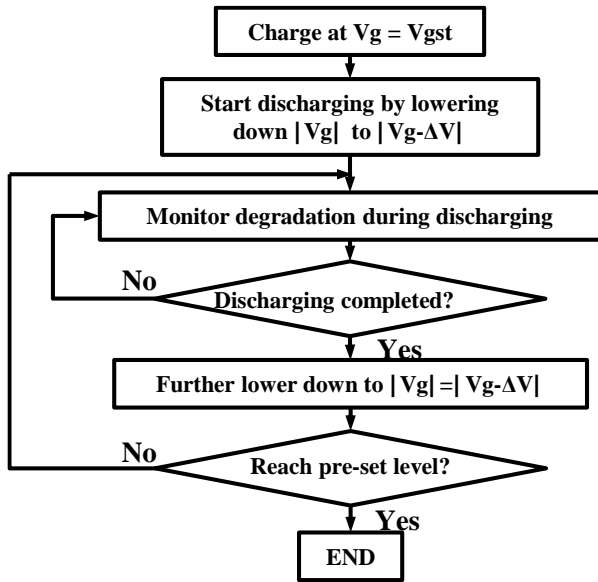 Charge at Vg = Vgst
Start discharging by lowering
down |Vg| to |Vg-ΔV|
Monitor degradation during discharging
No
Discharging completed?
Yes
Further lower down to |Vg| =| Vg-ΔV|
No
Reach pre-set level?
Yes
END